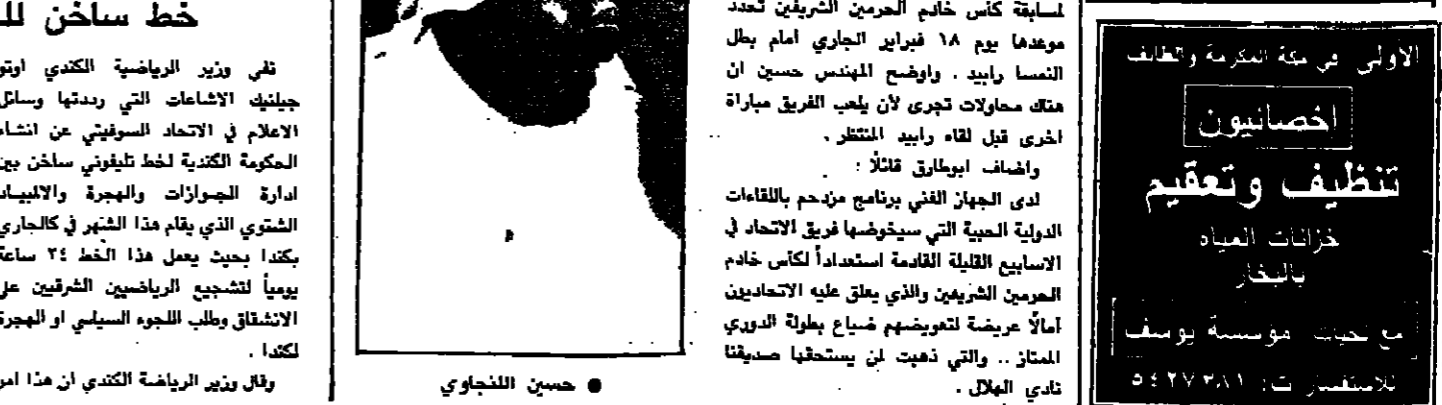 الاولى في مكة المكرمة والطايف
اخصائيون
تنظيف وتعقيم
خزانات المياه
بالبخار
مع تحيات مؤسسة يوسف
للاستفسار ت: ٥٤٢٧٣٨١
لمسابقة كأس خادم الحرمين الشريفين تحدد
موعدها يوم ١٨ فبراير الجاري امام بطل
النمسا رابيد . واوضح المهندس حسين ان
هناك محاولات تجرى لأن يلعب الفريق مباراة
اخرى قبل لقاء رابيد المنتظر .
واضاف ابوطارق قائلًا :
لدى الجهاز الفني برنامج مزدحم باللقاءات
الدولية الحبية التي سيخوضها فريق الاتحاد في
الاسابيع القليلة القادمة استعداداً لكأس خادم
الحرمين الشريفين والذي يعلق عليه الاتحاديون
آمالًا عريضة لتعويضهم ضياع بطولة الدوري
الممتاز .. والتي ذهبت لمن يستحقها صديقنا
نادي الهلال .
● حسين اللنجاوي
خط ساخن لل
نفى وزير الرياضية الكندي اوتو
جيلنيك الاشاعات التي رددتها وسائل
الاعلام في الاتحاد السوفيتي عن انشاء
الحكومة الكندية لخط تليفوني ساخن بين
ادارة الجوازات والهجرة والالمبياد
الشتوي الذي يقام هذا الشهر في كالجاري
بكندا بحيث يعمل هذا الخط ٢٤ ساعة
يومياً لتشجيع الرياضيين الشرقيين على
الانشقاق وطلب اللجوء السياسي او الهجرة
لكندا .
وقال وزير الرياضة الكندي ان هذا امر